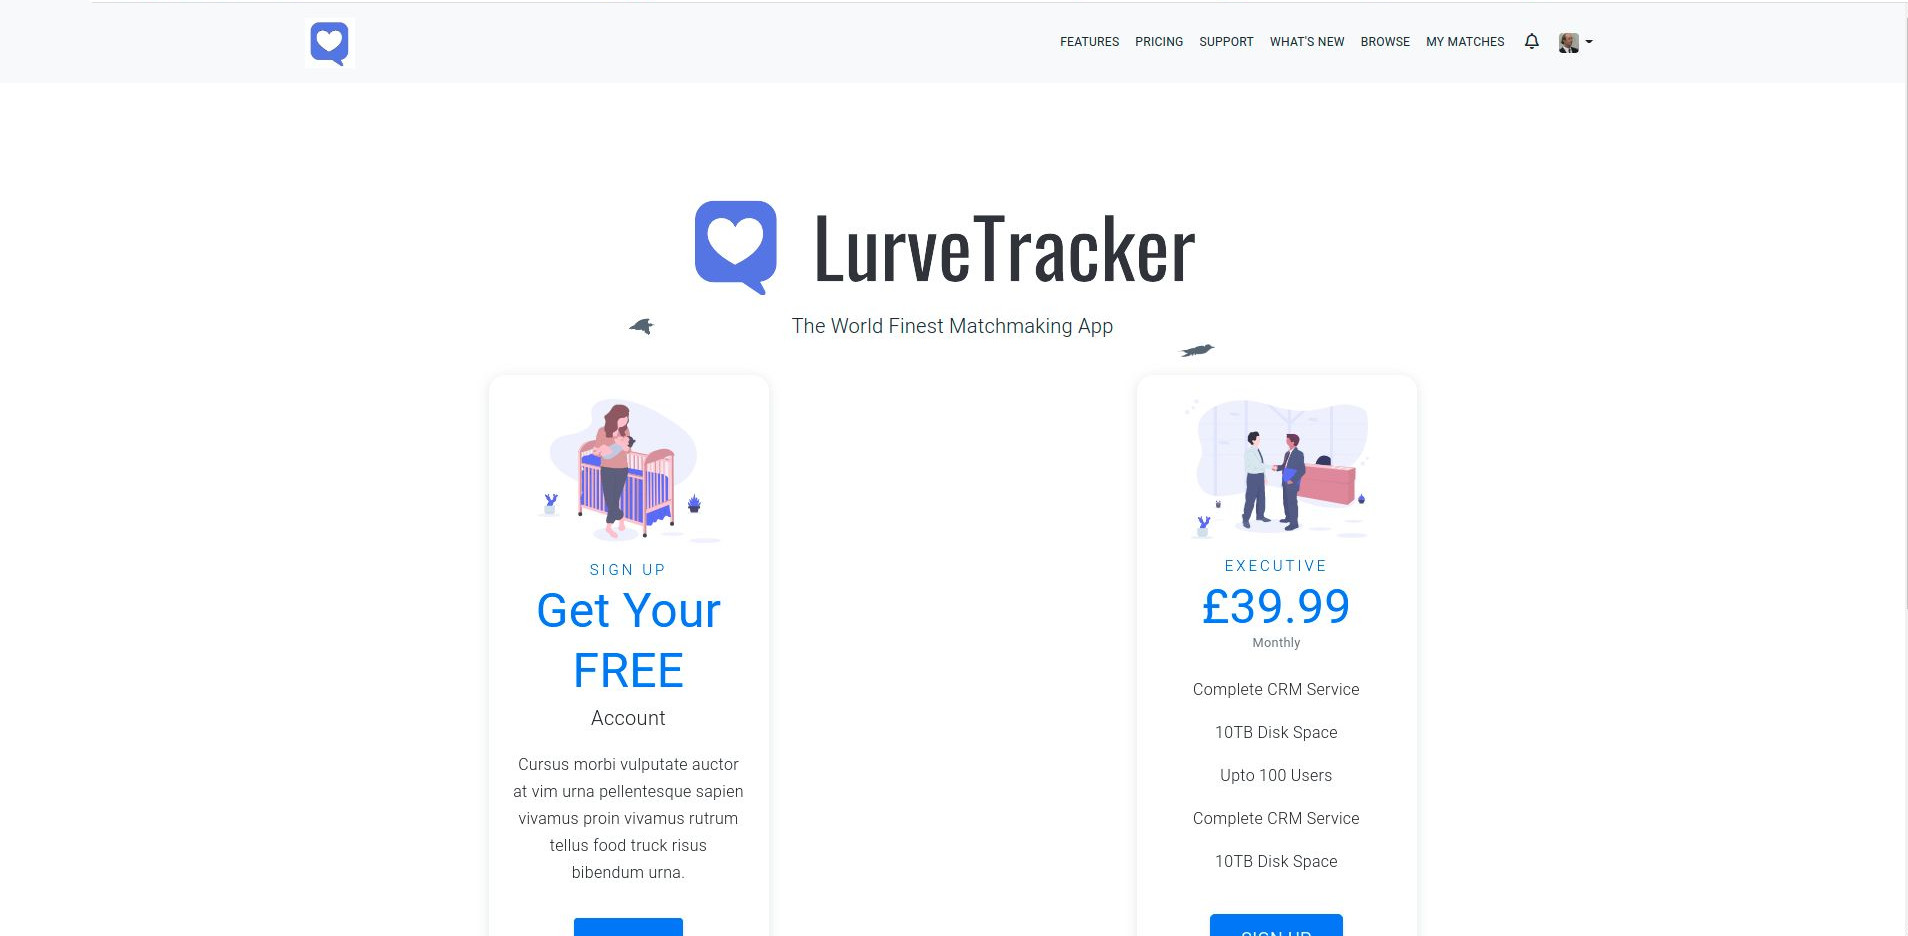 FEATURES PRICING SUPPORT WHAT'S NEW BROWSE MY MATCHES
LurveTracker
The World Finest Matchmaking App
SIGN UP
Get Your
FREE
Account
Cursus morbi vulputate auctor
at vim urna pellentesque sapien
vivamus proin vivamus rutrum
tellus food truck risus
bibendum urna.
EXECUTIVE
£39.99
Monthly
Complete CRM Service
10TB Disk Space
Upto 100 Users
Complete CRM Service
10TB Disk Space
SIGN UP